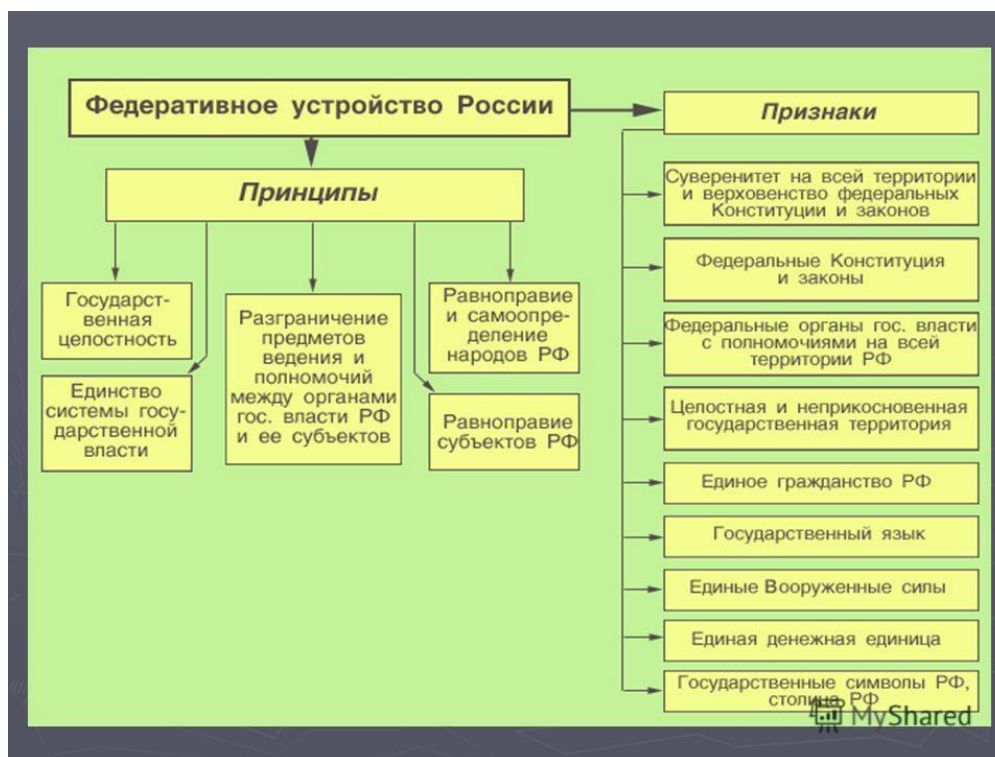 Федеративное устройство России
Принципы
Государст-
венная
целостность
Единство
системы госу-
дарственной
власти
Разграничение
предметов
ведения и
полномочий
между органами
гос. власти РФ
и ее субъектов
Равноправие
и самоопре-
деление
народов РФ
Равноправие
субъектов РФ
Признаки
Суверенитет на всей территории
и верховенство федеральных
Конституции и законов
Федеральные Конституция
и законы
Федеральные органы гос. власти
с полномочиями на всей
территории РФ
Целостная и неприкосновенная
государственная территория
Единое гражданство РФ
Государственный язык
Единые Вооруженные силы
Единая денежная единица
Государственные символы РФ,
столица РФ
MyShared